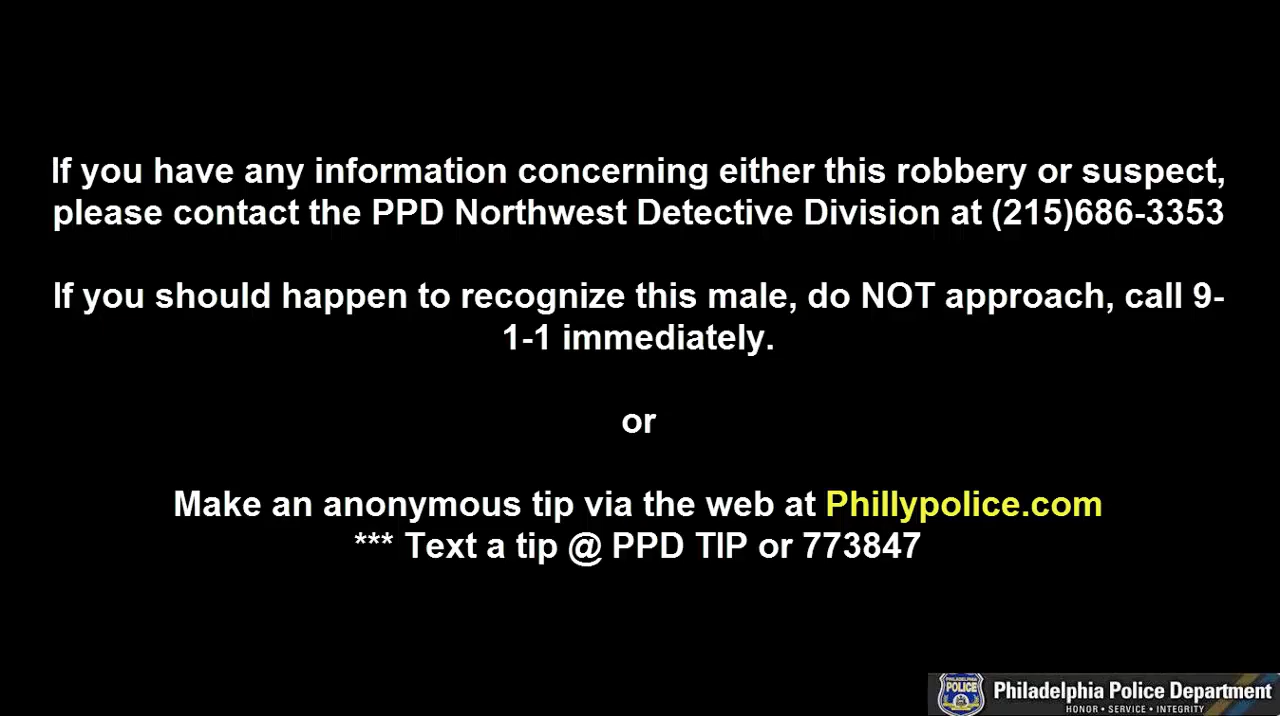 If you have any information concerning either this robbery or suspect,
please contact the PPD Northwest Detective Division at (215)686-3353
If you should happen to recognize this male, do NOT approach, call 9-
1-1 immediately.
or
Make an anonymous tip via the web at Phillypolice.com
*** Text a tip @ PPD TIP or 773847
PHILADELPHIA
POLICE
Philadelphia Police Department
HONOR • SERVICE • INTEGRITY